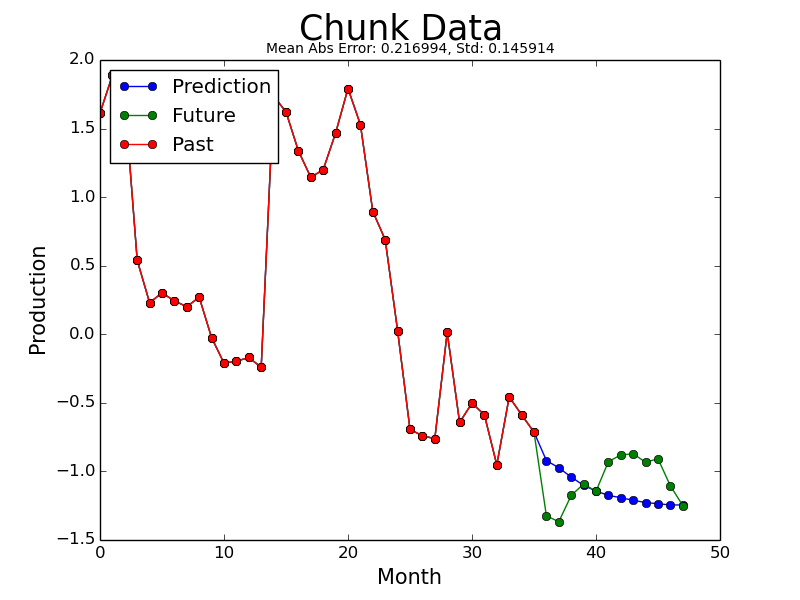 Chunk Data
Mean Abs Error: 0.216994, Std: 0.145914
Prediction
Future
Past
2.0
1.5
1.0
0.5
0.0
−0.5
−1.0
−1.5
Production
0 10 20 30 40 50
Month